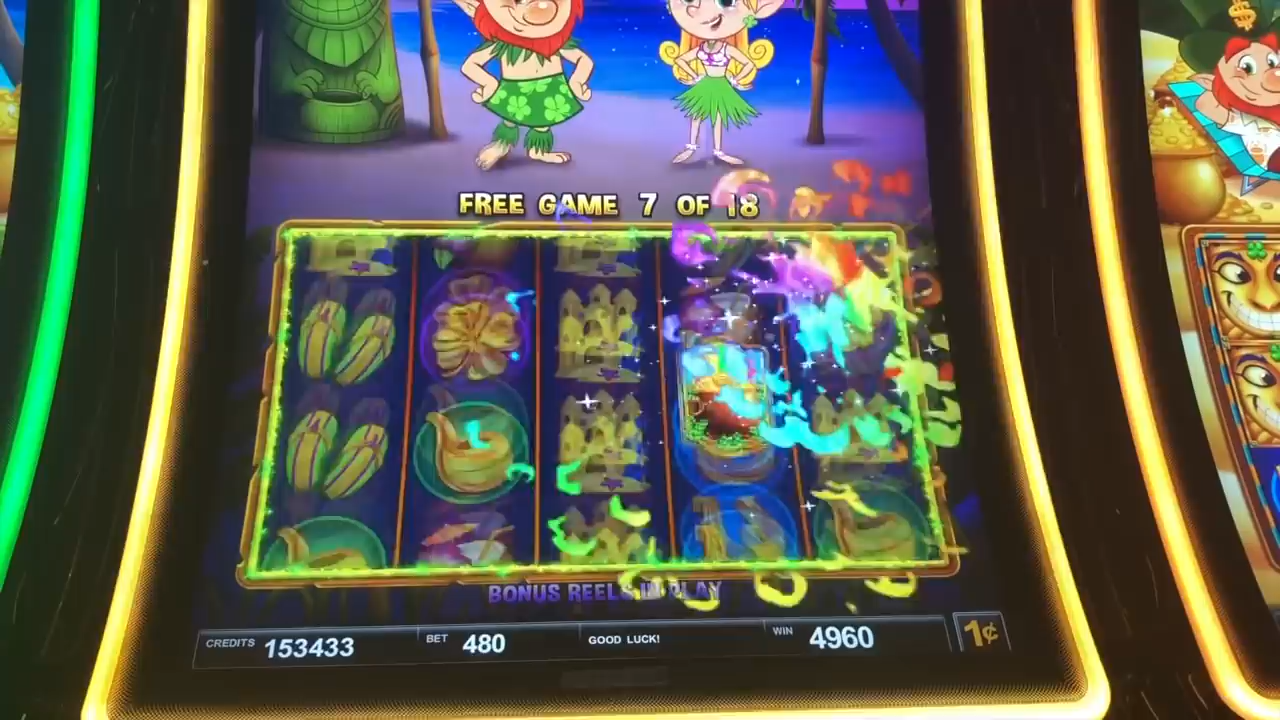 $
FREE GAME 7 OF 18
BONUS REELS IN PLAY
CREDITS 153433 BET 480 GOOD LUCK! WIN 4960 1¢